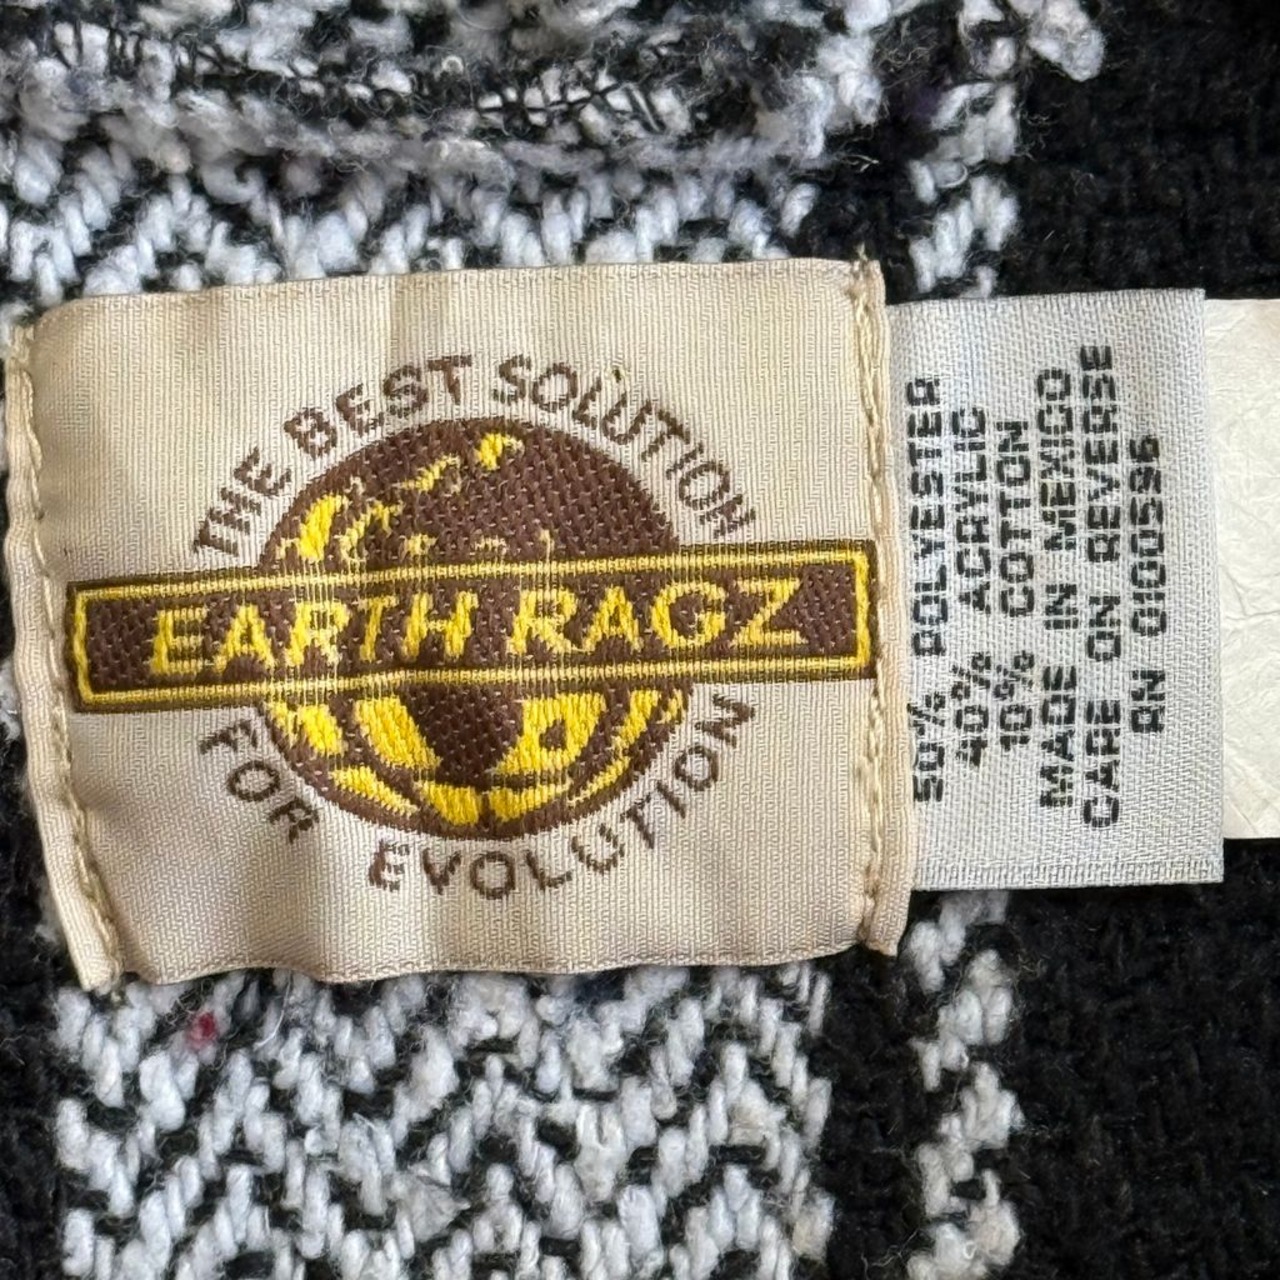 THE BEST SOLUTION
EARTH RAGZ
FOR EVOLUTION
50% POLYESTER
40% ACRYLIC
10% COTTON
MADE IN MEXICO
CARE ON REVERSE
RN 0100596